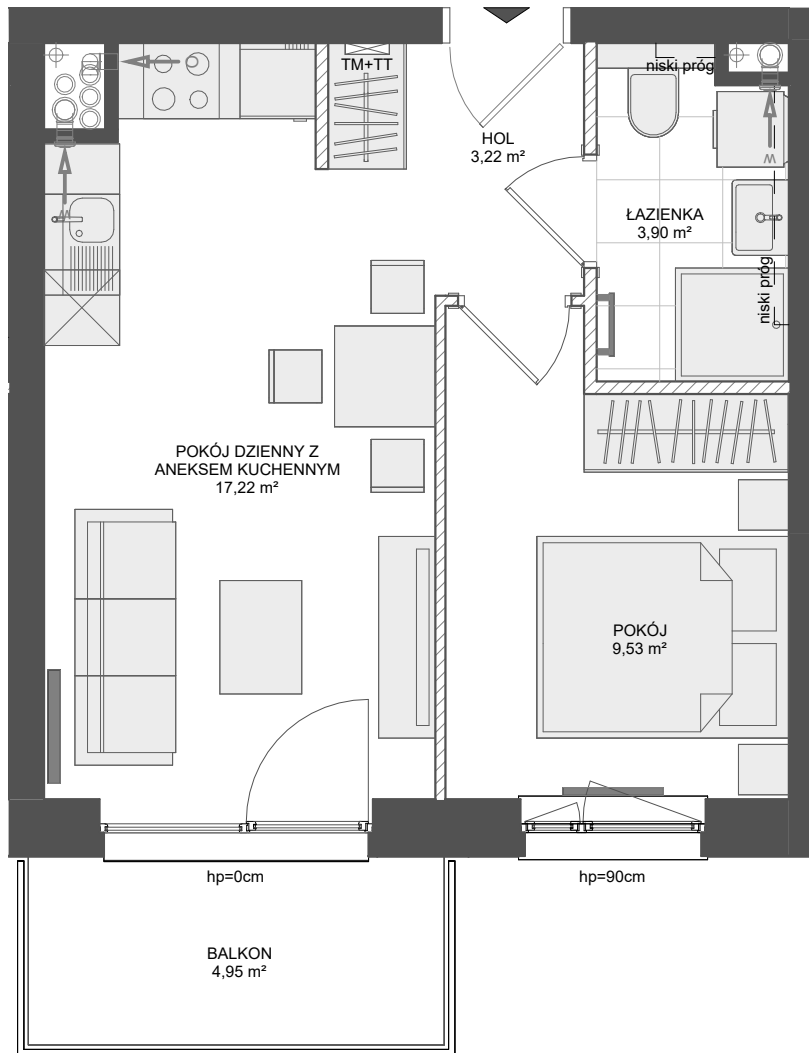 TM+TT
niski próg
HOL
3,22 m²
W
W
ŁAZIENKA
3,90 m²
niski próg
POKÓJ DZIENNY Z
ANEKSEM KUCHENNYM
17,22 m²
POKÓJ
9,53 m²
hp=0cm
hp=90cm
BALKON
4,95 m²